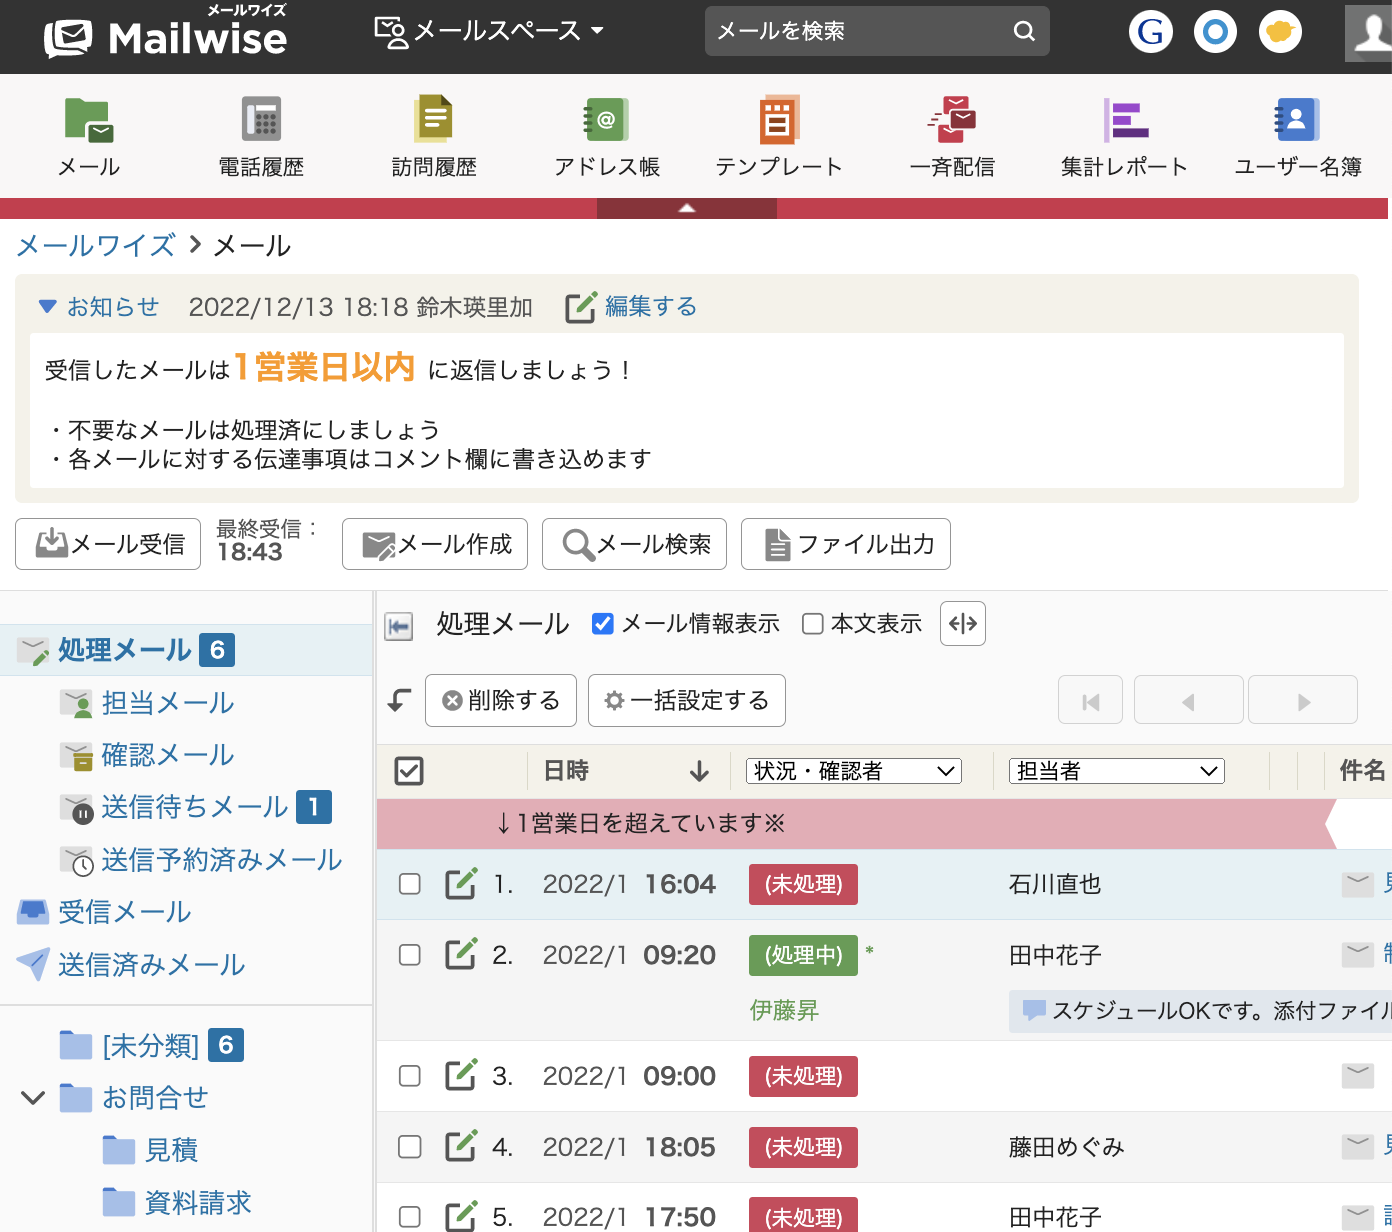 メールワイズ
Mailwise
メールスペース
メールを検索
メール
電話履歴
訪問履歴
アドレス帳
テンプレート
一斉配信
集計レポート
ユーザー名簿
メールワイズ > メール
お知らせ 2022/12/13 18:18 鈴木瑛里加 編集する
受信したメールは1営業日以内 に返信しましょう！
・不要なメールは処理済にしましょう
・各メールに対する伝達事項はコメント欄に書き込めます
メール受信
最終受信：
18:43
メール作成
メール検索
ファイル出力
処理メール 6
担当メール
確認メール
送信待ちメール 1
送信予約済みメール
受信メール
送信済みメール
[未分類] 6
お問合せ
見積
資料請求
処理メール メール情報表示 本文表示
削除する 一括設定する
日時 ↓ 状況・確認者 担当者 件名
↓1営業日を超えています※
1. 2022/1 16:04 (未処理) 石川直也
2. 2022/1 09:20 (処理中) * 田中花子
伊藤昇 スケジュールOKです。添付ファイル
3. 2022/1 09:00 (未処理)
4. 2022/1 18:05 (未処理) 藤田めぐみ
5. 2022/1 17:50 (未処理) 田中花子